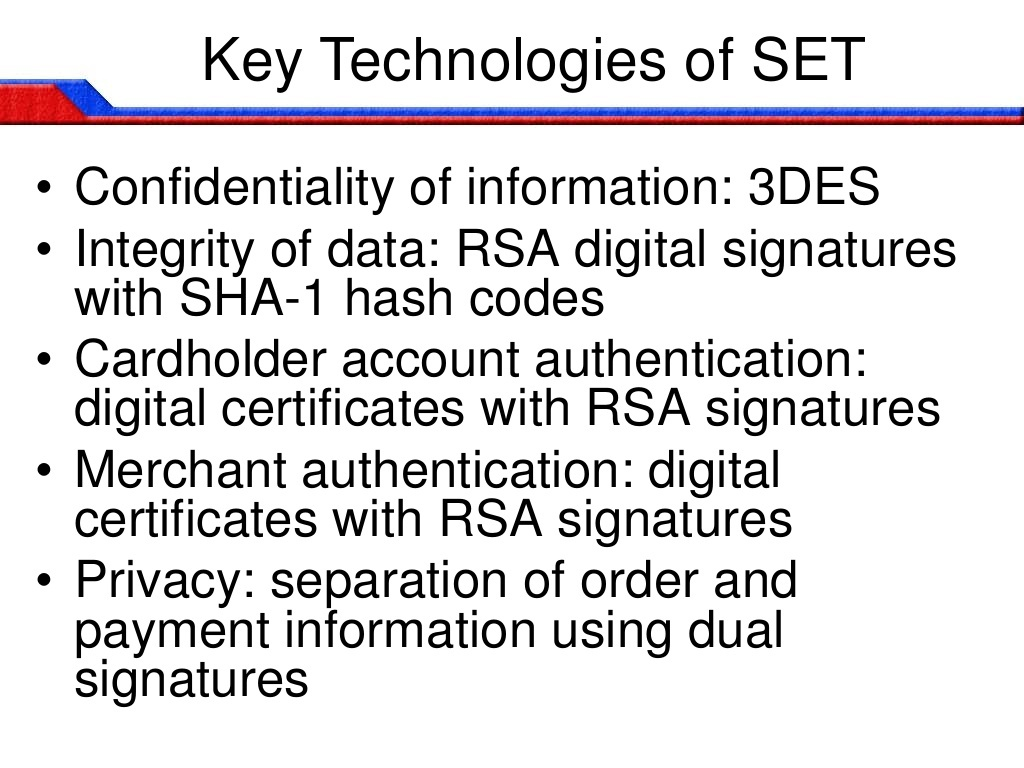 Key Technologies of SET
• Confidentiality of information: 3DES
• Integrity of data: RSA digital signatures
with SHA-1 hash codes
• Cardholder account authentication:
digital certificates with RSA signatures
• Merchant authentication: digital
certificates with RSA signatures
• Privacy: separation of order and
payment information using dual
signatures